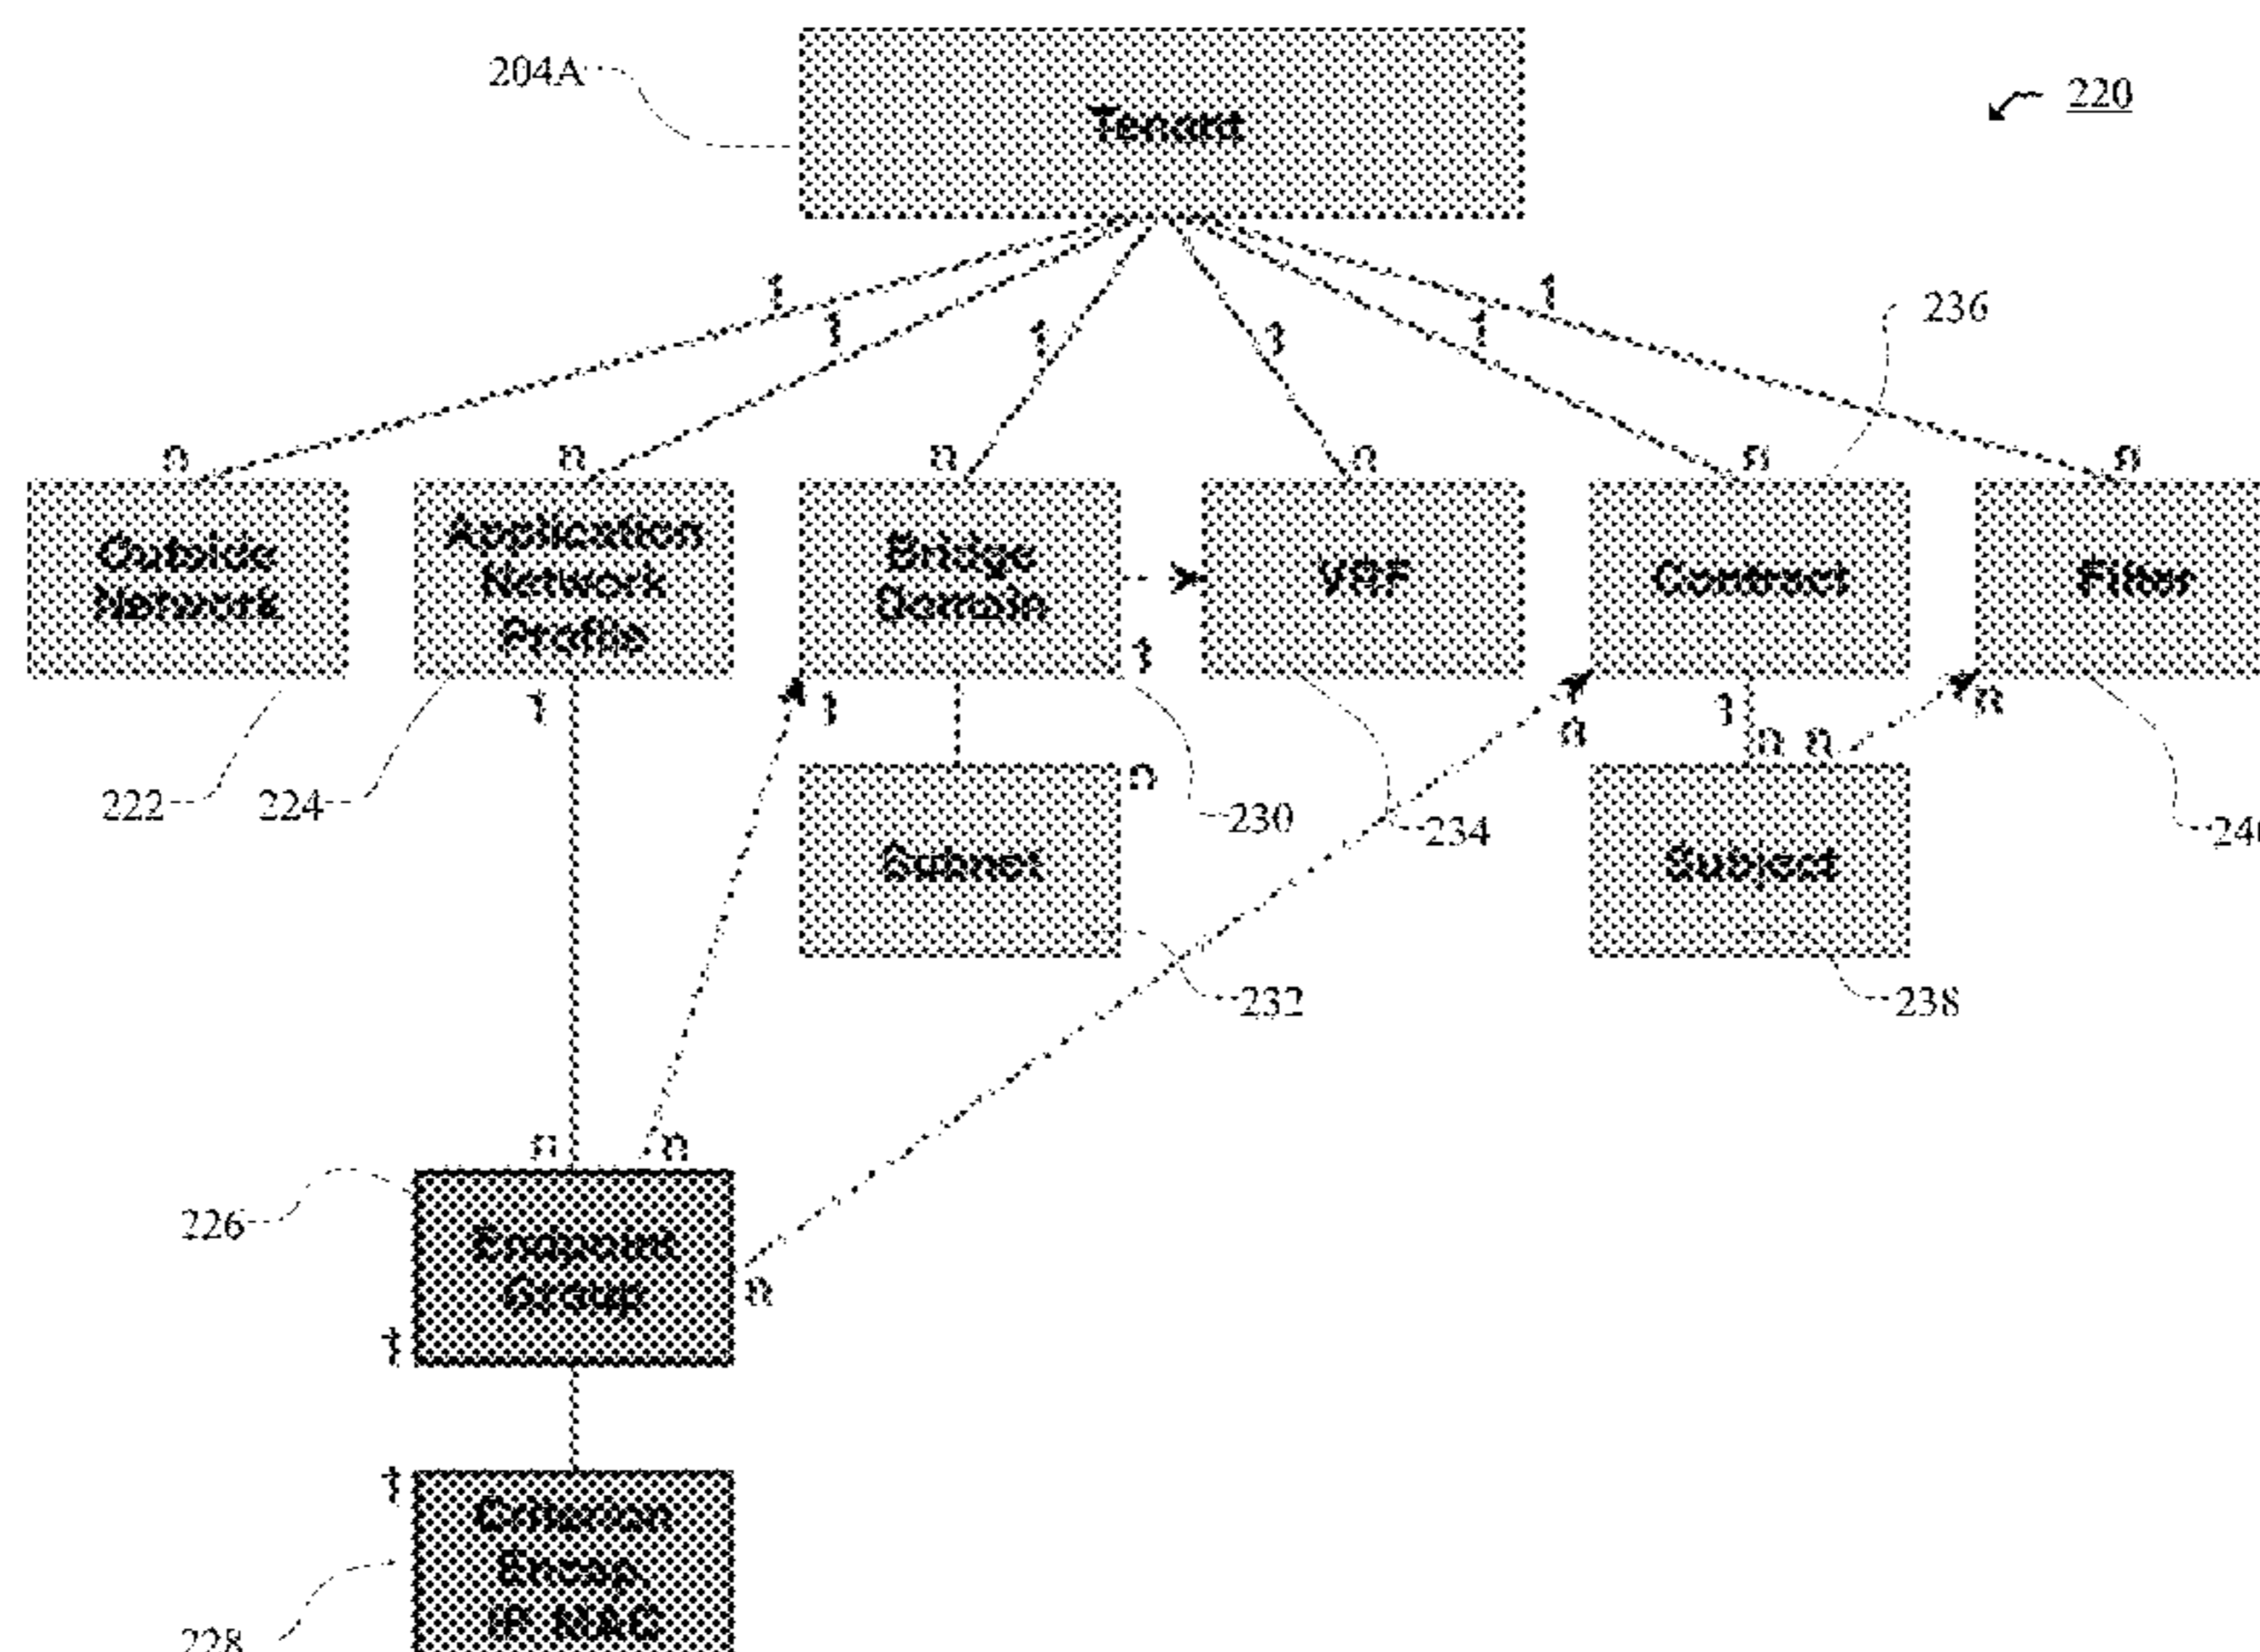 204A
Tenant
220
1
1
1
1
1
1
236
n
n
n
n
n
n
Outside
Network
Application
Network
Profile
Bridge
Domain
VRF
Contract
Filter
1
1
1
n
1
n
n
n
222
224
n
230
234
Subnet
Subject
232
238
n
n
226
Endpoint
Group
n
1
1
Criterion
Encap,
IP MAC
228